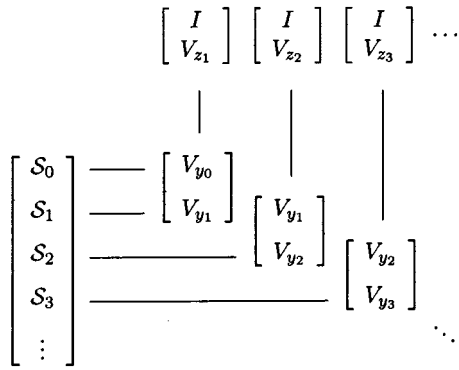 [ I V_{z_1} ] [ I V_{z_2} ] [ I V_{z_3} ] ⋯
S_0 V_{y_0}
S_1 V_{y_1} V_{y_1}
S_2 V_{y_2} V_{y_2}
S_3 V_{y_3}
⋮ ⋱